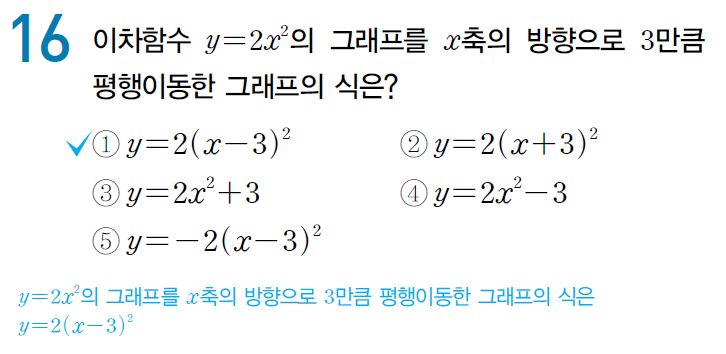 16 이차함수 y=2x²의 그래프를 x축의 방향으로 3만큼
평행이동한 그래프의 식은?
① y=2(x-3)² ② y=2(x+3)²
③ y=2x²+3 ④ y=2x²-3
⑤ y=-2(x-3)²
y=2x²의 그래프를 x축의 방향으로 3만큼 평행이동한 그래프의 식은
y=2(x-3)²